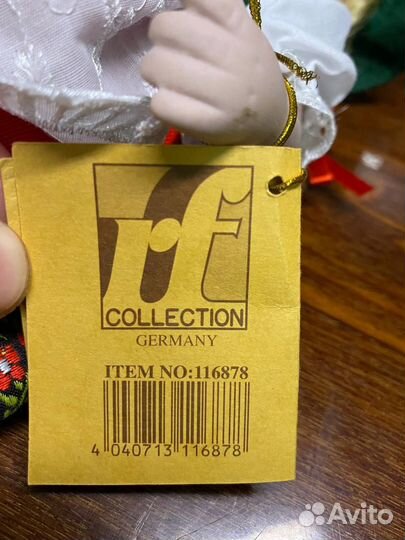 rf
COLLECTION
GERMANY
ITEM NO:116878
4 040713 116878
Avito